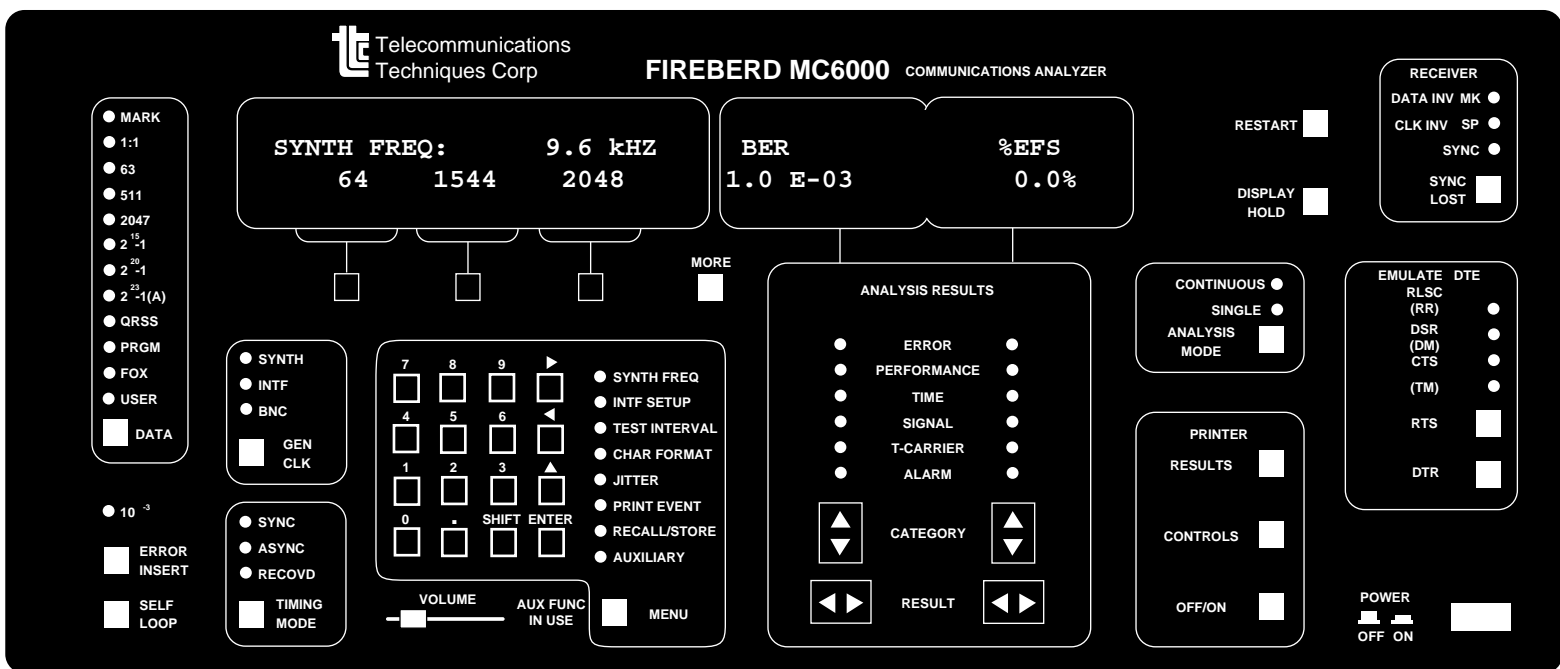 Telecommunications
Techniques Corp
FIREBERD MC6000 COMMUNICATIONS ANALYZER
MARK
1:1
63
511
2047
2¹⁵-1
2²⁰-1
2²³-1(A)
QRSS
PRGM
FOX
USER
DATA
10⁻³
ERROR
INSERT
SELF
LOOP
SYNTH FREQ: 9.6 kHZ
64 1544 2048
BER %EFS
1.0 E-03 0.0%
MORE
SYNTH
INTF
BNC
GEN
CLK
SYNC
ASYNC
RECOVD
TIMING
MODE
7 8 9
4 5 6
1 2 3
0 . SHIFT ENTER
SYNTH FREQ
INTF SETUP
TEST INTERVAL
CHAR FORMAT
JITTER
PRINT EVENT
RECALL/STORE
AUXILIARY
VOLUME
AUX FUNC
IN USE
MENU
ANALYSIS RESULTS
ERROR
PERFORMANCE
TIME
SIGNAL
T-CARRIER
ALARM
CATEGORY
RESULT
RESTART
DISPLAY
HOLD
CONTINUOUS
SINGLE
ANALYSIS
MODE
PRINTER
RESULTS
CONTROLS
OFF/ON
RECEIVER
DATA INV MK
CLK INV SP
SYNC
SYNC
LOST
EMULATE DTE
RLSC
(RR)
DSR
(DM)
CTS
(TM)
RTS
DTR
POWER
OFF ON